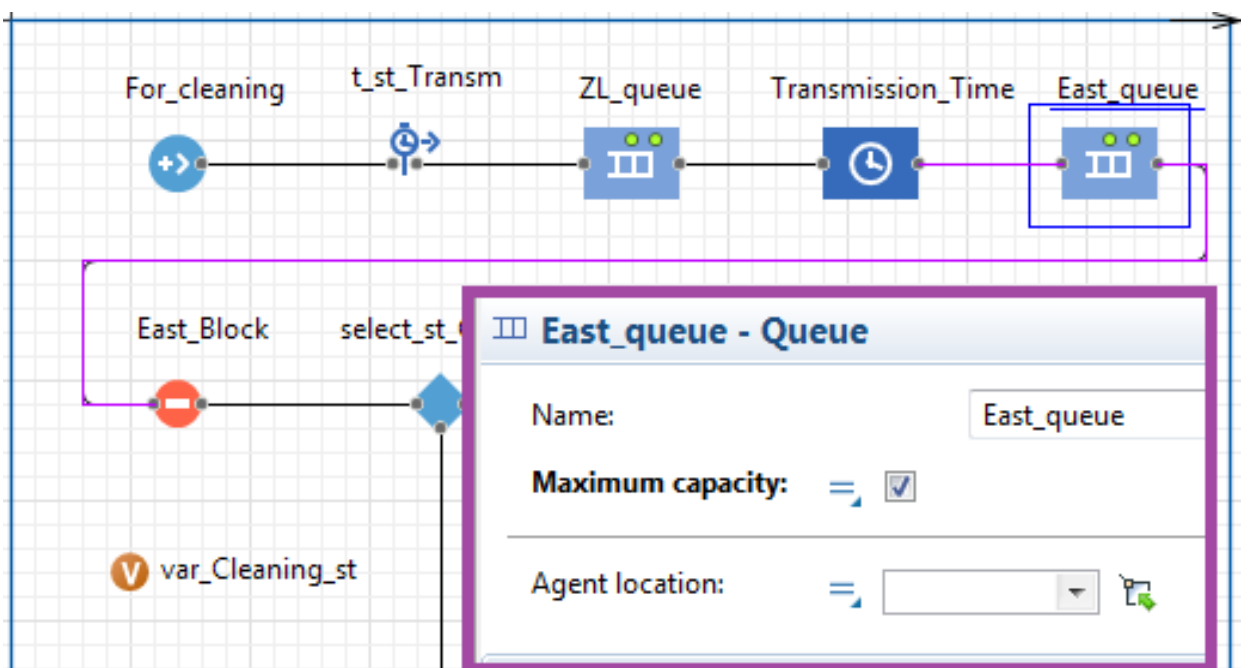 For_cleaning t_st_Transm ZL_queue Transmission_Time East_queue
East_Block select_st_
V var_Cleaning_st
East_queue - Queue
Name: East_queue
Maximum capacity:
Agent location: